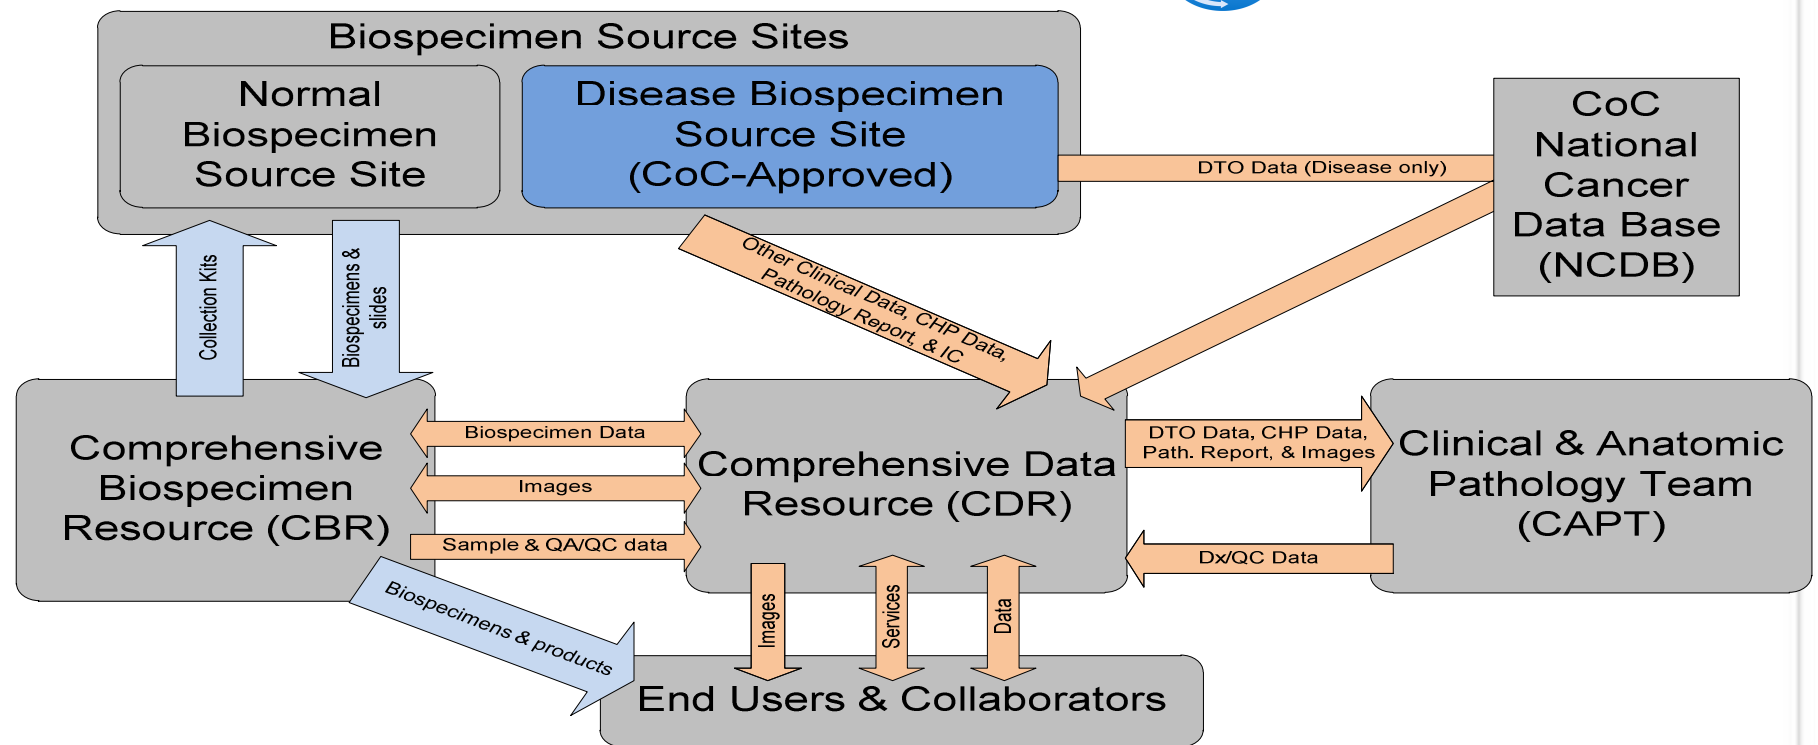 Biospecimen Source Sites
Normal
Biospecimen
Source Site
Disease Biospecimen
Source Site
(CoC-Approved)
DTO Data (Disease only)
CoC
National
Cancer
Data Base
(NCDB)
Collection Kits
Biospecimens &
slides
Other Clinical Data, CHP Data,
Pathology Report, & IC
Comprehensive
Biospecimen
Resource (CBR)
Biospecimen Data
Images
Sample & QA/QC data
Comprehensive Data
Resource (CDR)
DTO Data, CHP Data,
Path. Report, & Images
Dx/QC Data
Clinical & Anatomic
Pathology Team
(CAPT)
Biospecimens & products
Images
Services
Data
End Users & Collaborators